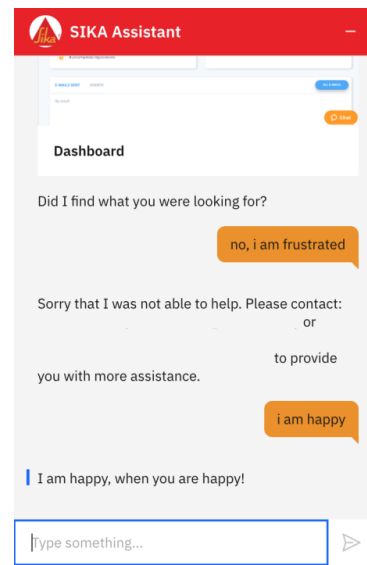 Sika
SIKA Assistant
Chat
Dashboard
Did I find what you were looking for?
no, i am frustrated
Sorry that I was not able to help. Please contact:
or
to provide
you with more assistance.
i am happy
I am happy, when you are happy!
Type something...